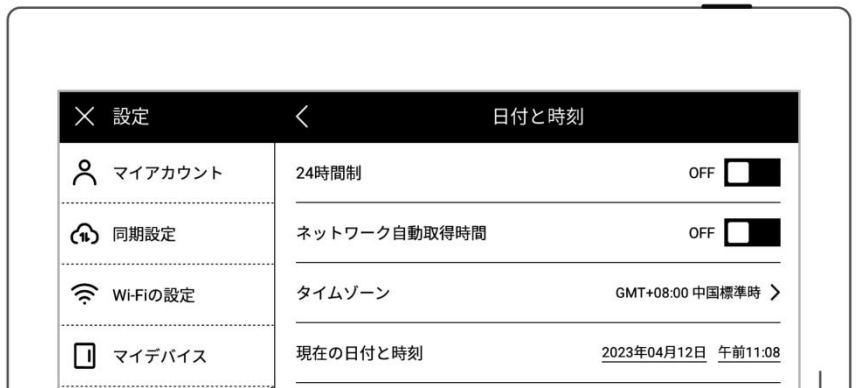 設定
日付と時刻
マイアカウント
24時間制 OFF
同期設定
ネットワーク自動取得時間 OFF
Wi-Fiの設定
タイムゾーン GMT+08:00 中国標準時
マイデバイス
現在の日付と時刻 2023年04月12日 午前11:08